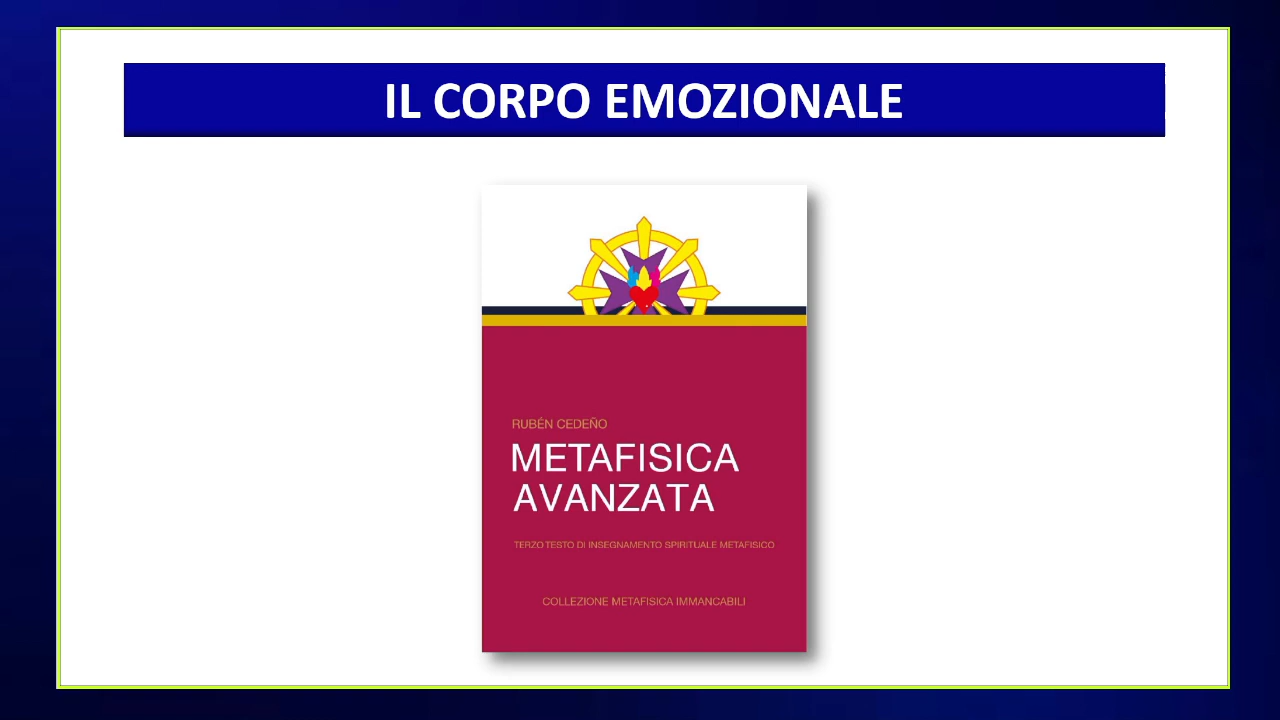 IL CORPO EMOZIONALE
RUBÉN CEDEÑO
METAFISICA
AVANZATA
TERZO TESTO DI INSEGNAMENTO SPIRITUALE METAFISICO
COLLEZIONE METAFISICA IMMANCABILI